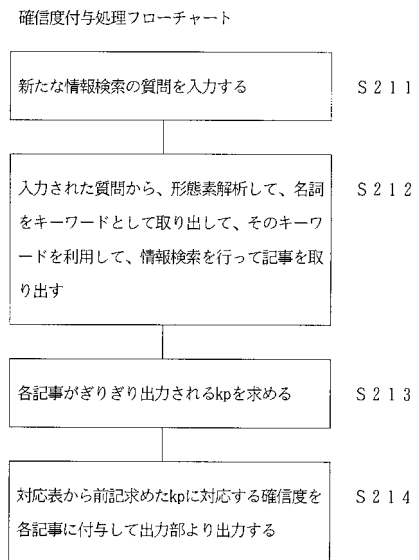 確信度付与処理フローチャート
新たな情報検索の質問を入力する
S211
入力された質問から、形態素解析して、名詞
S212
をキーワードとして取り出して、そのキーワ
ードを利用して、情報検索を行って記事を取
り出す
各記事がぎりぎり出力されるkpを求める
S213
対応表から前記求めたkpに対応する確信度を
S214
各記事に付与して出力部より出力する